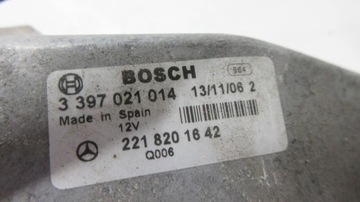 BOSCH
3 397 021 014 13/11/06 2
Made in Spain
12V
221 820 16 42
Q006